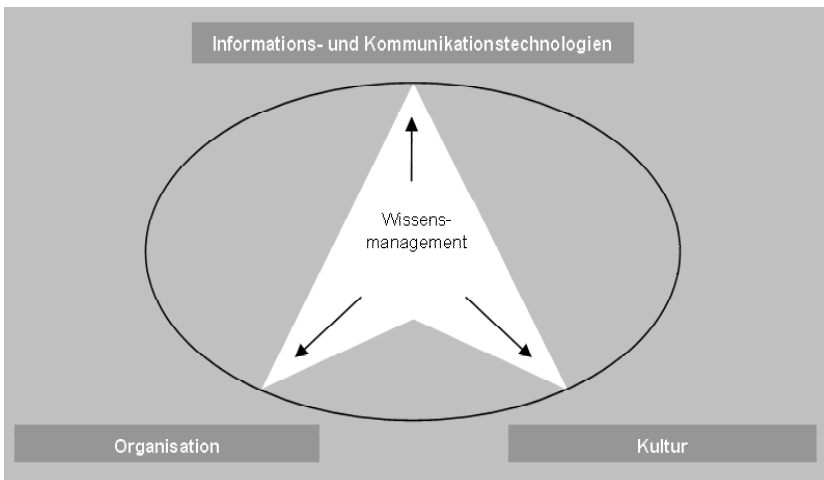 Informations- und Kommunikationstechnologien
Wissens-
management
Organisation
Kultur